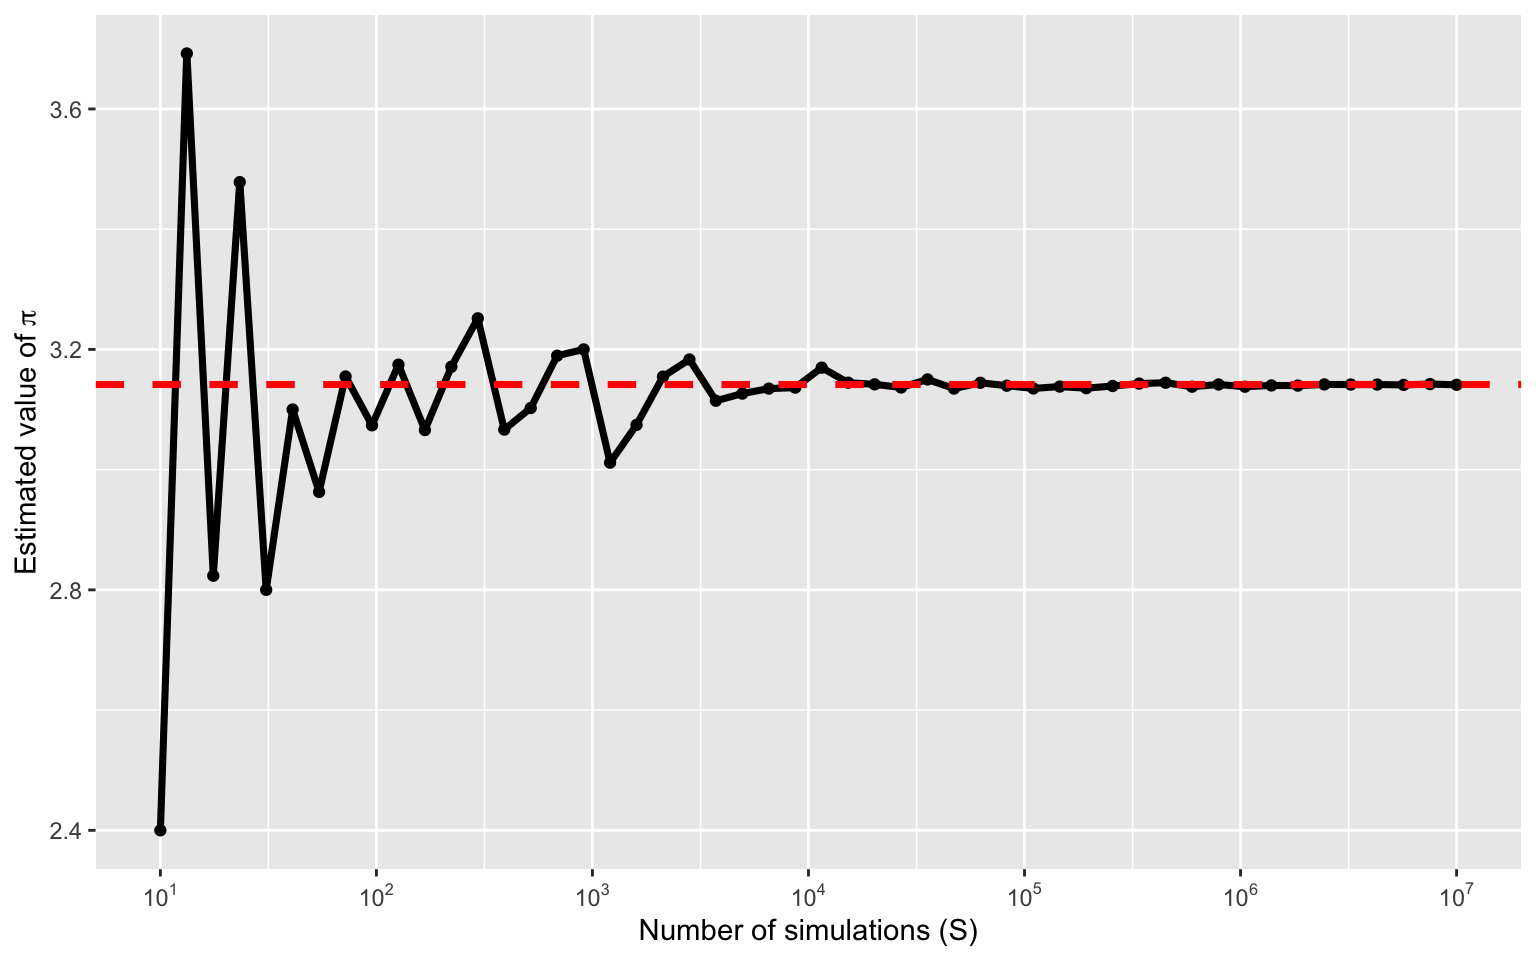 Estimated value of π
3.6
3.2
2.8
2.4
10¹ 10² 10³ 10⁴ 10⁵ 10⁶ 10⁷
Number of simulations (S)